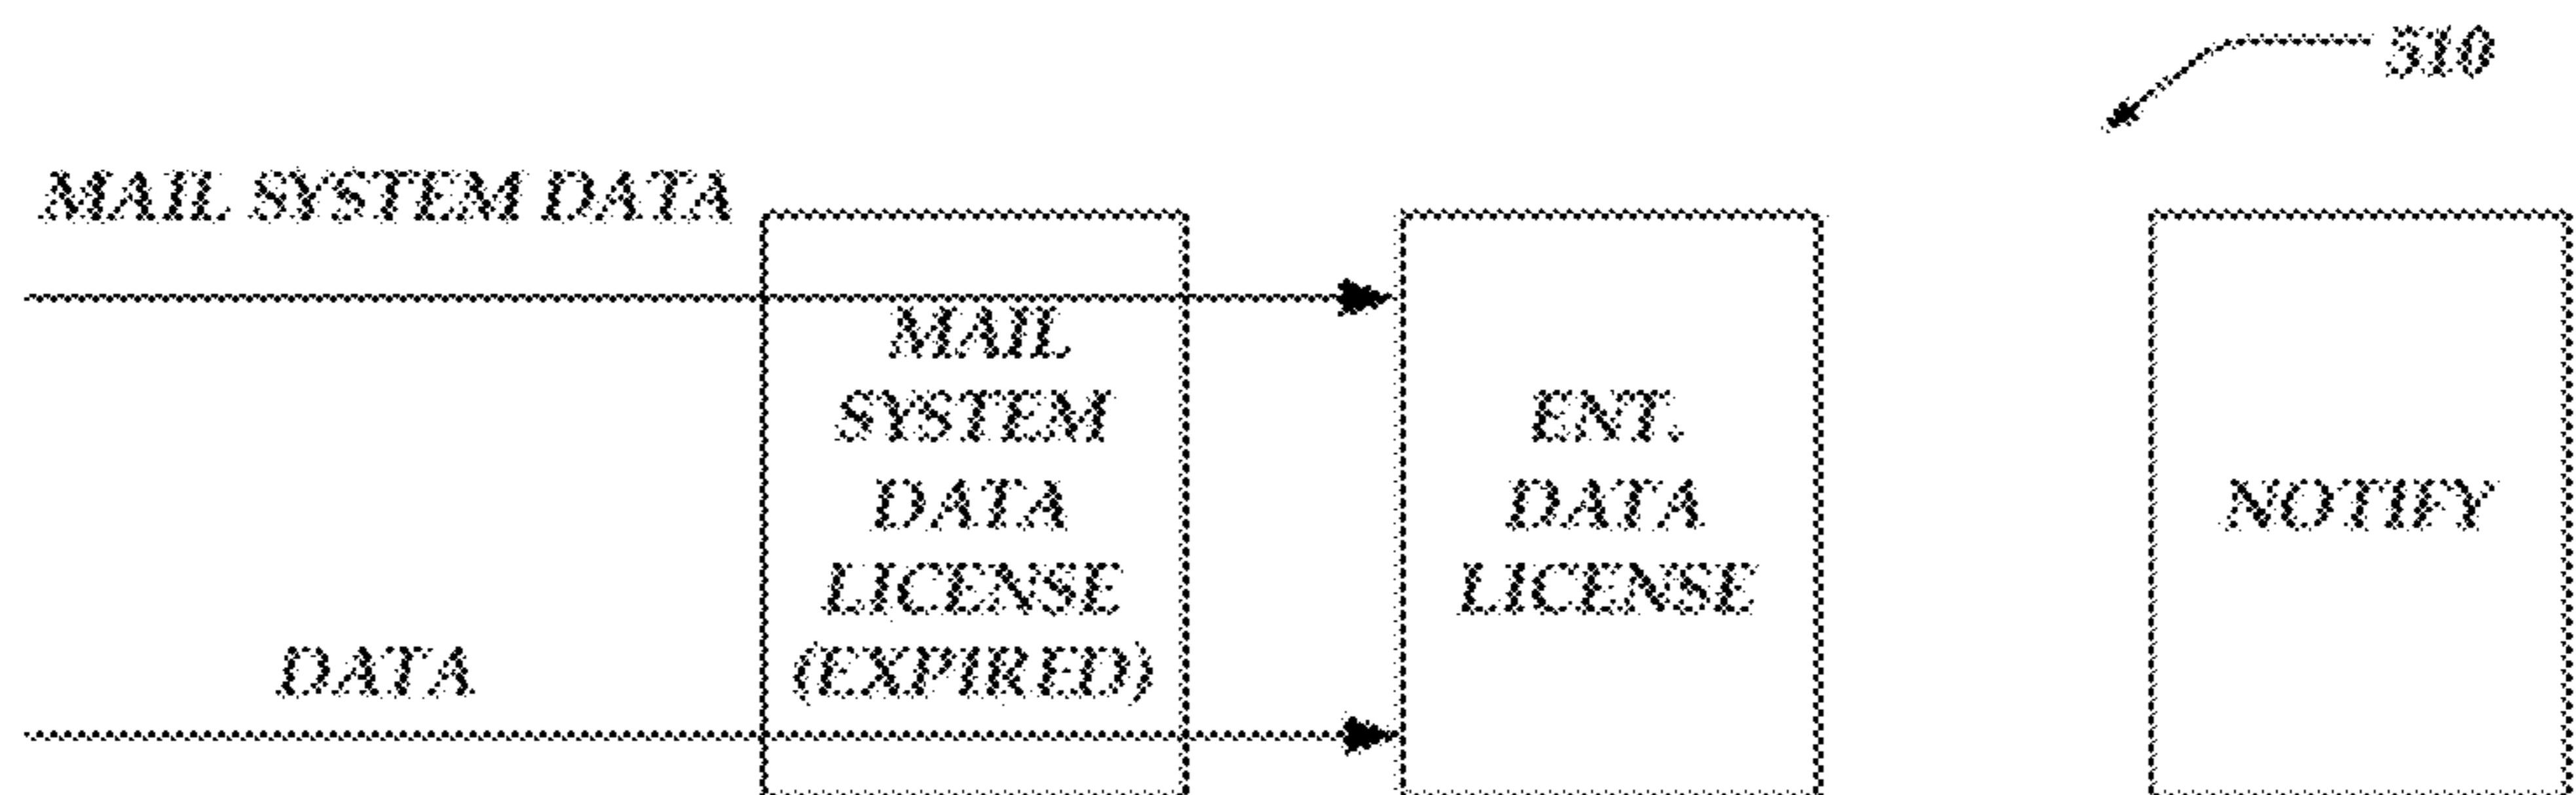 510
MAIL SYSTEM DATA
MAIL
SYSTEM
DATA
LICENSE
(EXPIRED)
ENT.
DATA
LICENSE
NOTIFY
DATA